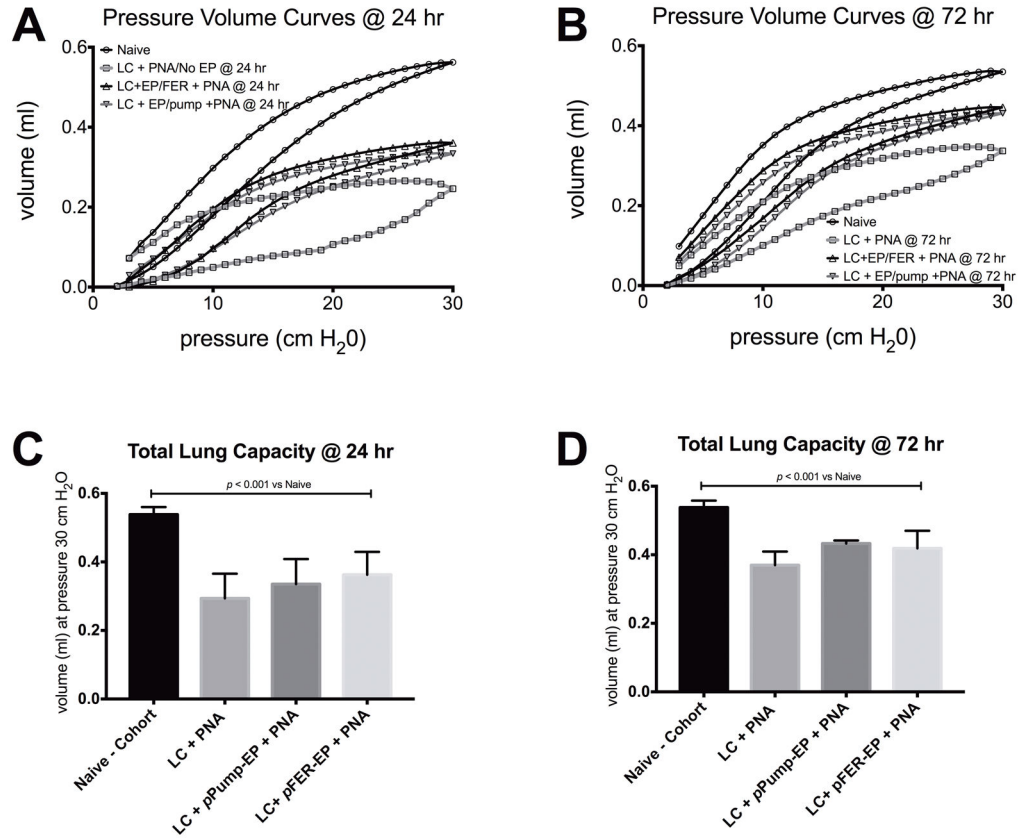 A
Pressure Volume Curves @ 24 hr
volume (ml)
0.6
0.4
0.2
0.0
Naive
LC + PNA/No EP @ 24 hr
LC+EP/FER + PNA @ 24 hr
LC + EP/pump +PNA @ 24 hr
0
10
20
30
pressure (cm H20)
B
Pressure Volume Curves @ 72 hr
volume (ml)
0.6
0.4
0.2
0.0
Naive
LC + PNA @ 72 hr
LC+EP/FER + PNA @ 72 hr
LC + EP/pump +PNA @ 72 hr
0
10
20
30
pressure (cm H20)
C
Total Lung Capacity @ 24 hr
volume (ml) at pressure 30 cm H2O
p < 0.001 vs Naive
0.6
0.4
0.2
0.0
Naive - Cohort
LC + PNA
LC + pPump-EP + PNA
LC+ pFER-EP + PNA
D
Total Lung Capacity @ 72 hr
volume (ml) at pressure 30 cm H2O
p < 0.001 vs Naive
0.6
0.4
0.2
0.0
Naive - Cohort
LC + PNA
LC + pPump-EP + PNA
LC+ pFER-EP + PNA